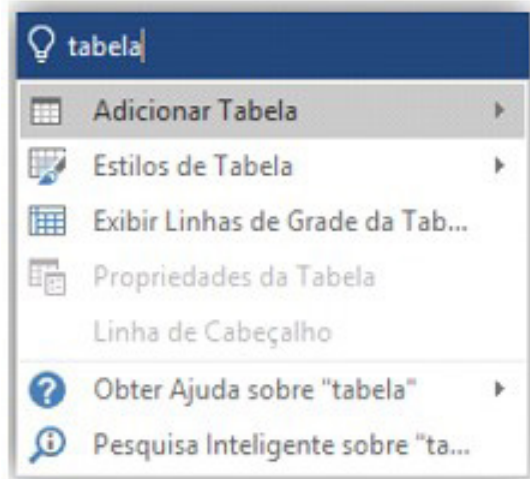 tabela
Adicionar Tabela
Estilos de Tabela
Exibir Linhas de Grade da Tab...
Propriedades da Tabela
Linha de Cabeçalho
Obter Ajuda sobre "tabela"
Pesquisa Inteligente sobre "ta...